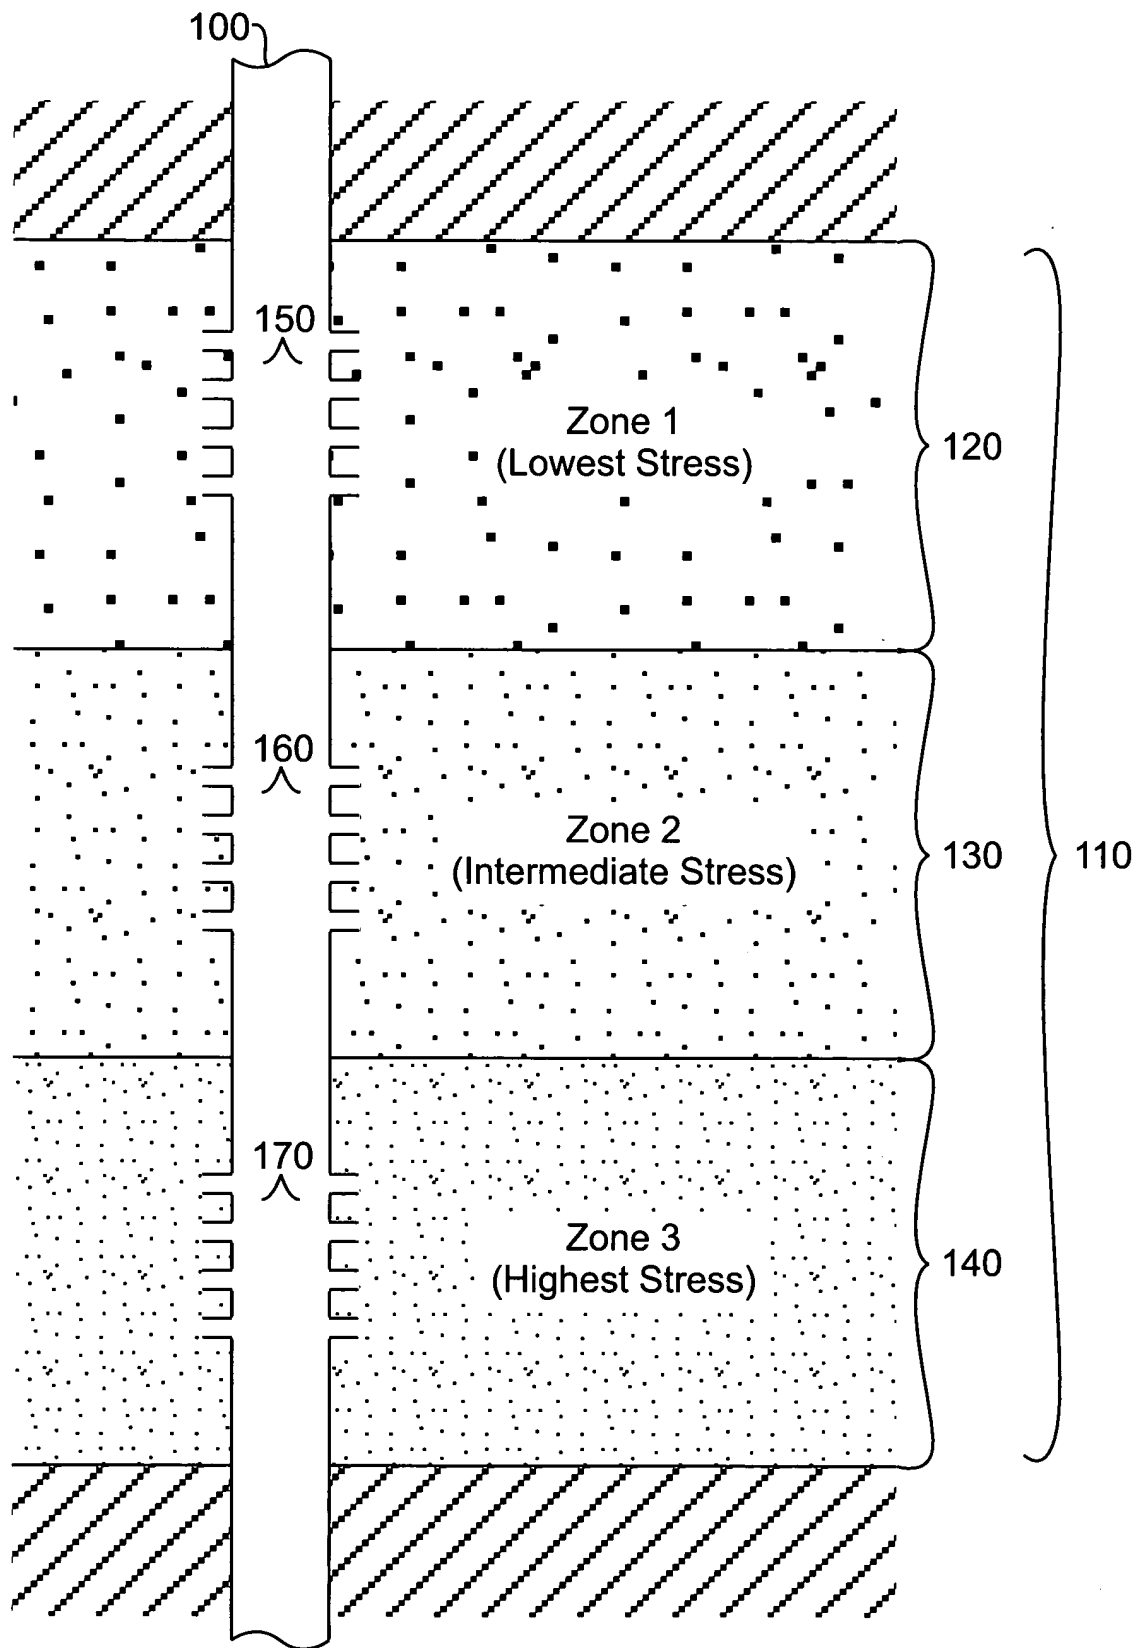 100
150
Zone 1
(Lowest Stress)
120
160
Zone 2
(Intermediate Stress)
130
110
170
Zone 3
(Highest Stress)
140